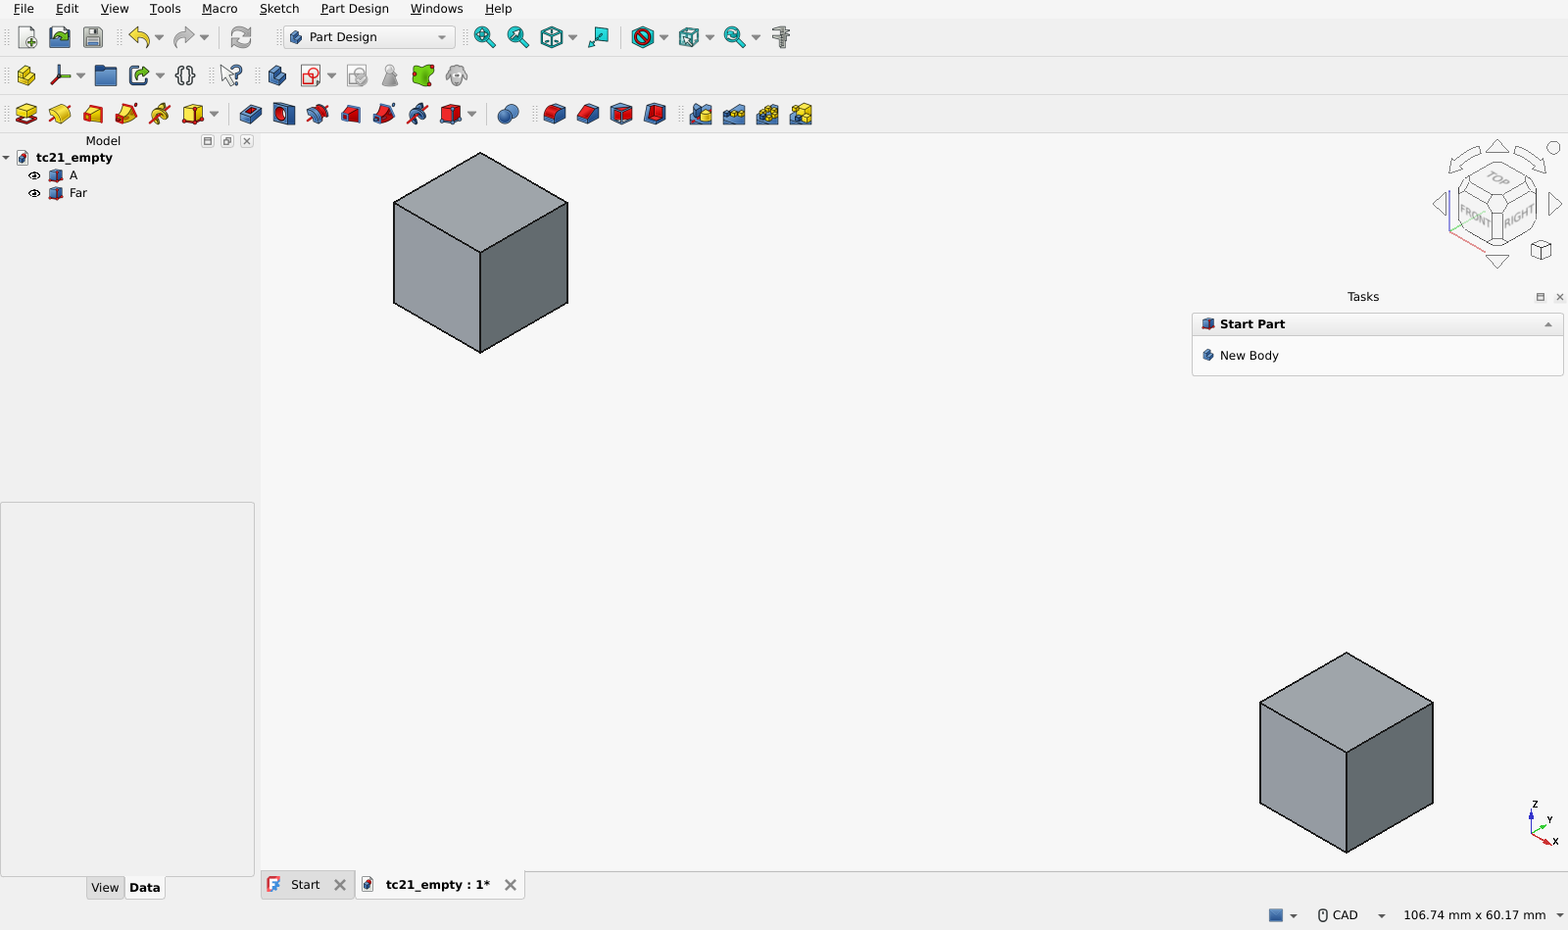 File Edit View Tools Macro Sketch Part Design Windows Help
Part Design
Model
tc21_empty
A
Far
TOP
FRONT
RIGHT
Tasks
Start Part
New Body
Z
Y
X
View Data
Start
tc21_empty : 1*
CAD
106.74 mm x 60.17 mm